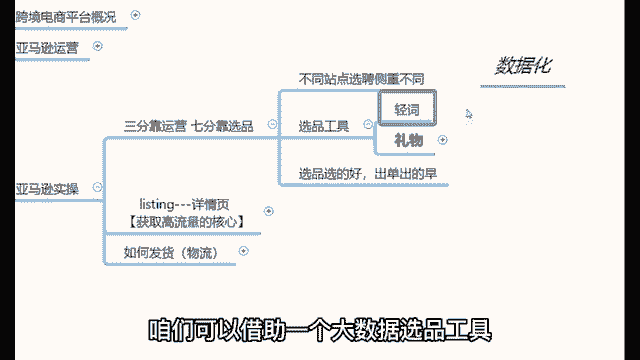 跨境电商平台概况
亚马逊运营
数据化
不同站点选聘侧重不同
轻词
三分靠运营 七分靠选品
选品工具
礼物
选品选的好，出单出的早
亚马逊实操
listing---详情页
【获取高流量的核心】
如何发货（物流）
咱们可以借助一个大数据选品工具